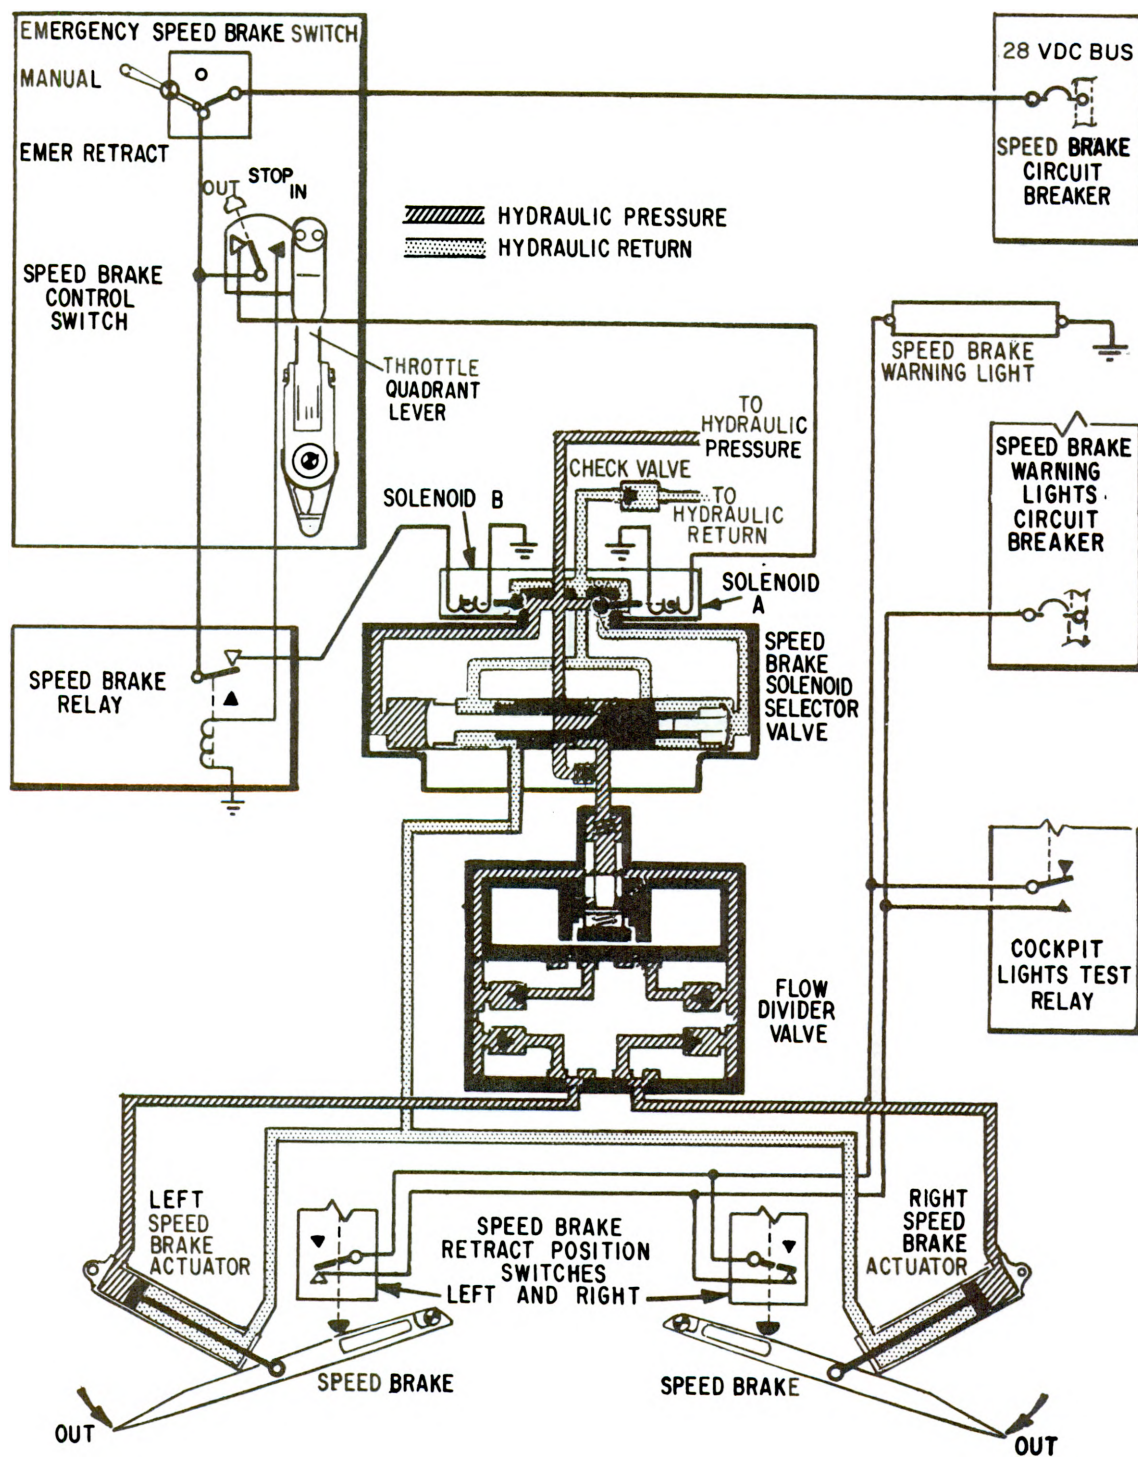 EMERGENCY SPEED BRAKE SWITCH
MANUAL
EMER RETRACT
OUT STOP IN
SPEED BRAKE
CONTROL
SWITCH
28 VDC BUS
SPEED BRAKE
CIRCUIT
BREAKER
HYDRAULIC PRESSURE
HYDRAULIC RETURN
THROTTLE
QUADRANT
LEVER
SPEED BRAKE
WARNING LIGHT
TO
HYDRAULIC
PRESSURE
CHECK VALVE
TO
HYDRAULIC
RETURN
SOLENOID B
SOLENOID
A
SPEED BRAKE
WARNING
LIGHTS
CIRCUIT
BREAKER
SPEED
BRAKE
SOLENOID
SELECTOR
VALVE
SPEED BRAKE
RELAY
FLOW
DIVIDER
VALVE
COCKPIT
LIGHTS TEST
RELAY
LEFT
SPEED
BRAKE
ACTUATOR
SPEED BRAKE
RETRACT POSITION
SWITCHES
LEFT AND RIGHT
RIGHT
SPEED
BRAKE
ACTUATOR
SPEED BRAKE
SPEED BRAKE
OUT
OUT